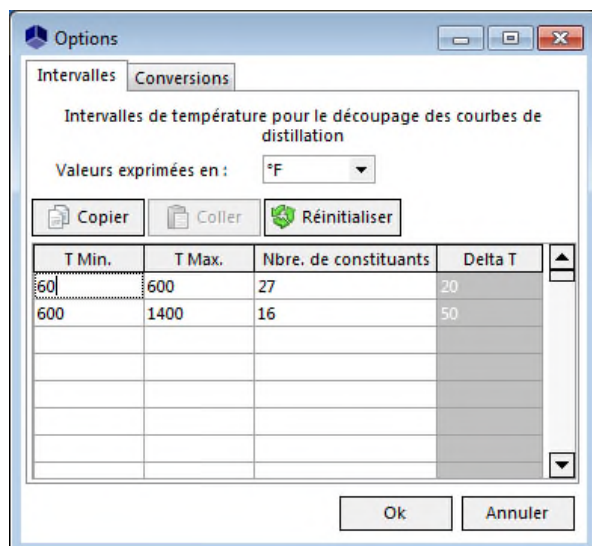 Options
Intervalles Conversions
Intervalles de température pour le découpage des courbes de
distillation
Valeurs exprimées en : °F
Copier Coller Réinitialiser
T Min. T Max. Nbre. de constituants Delta T
60 600 27 20
600 1400 16 50
Ok Annuler